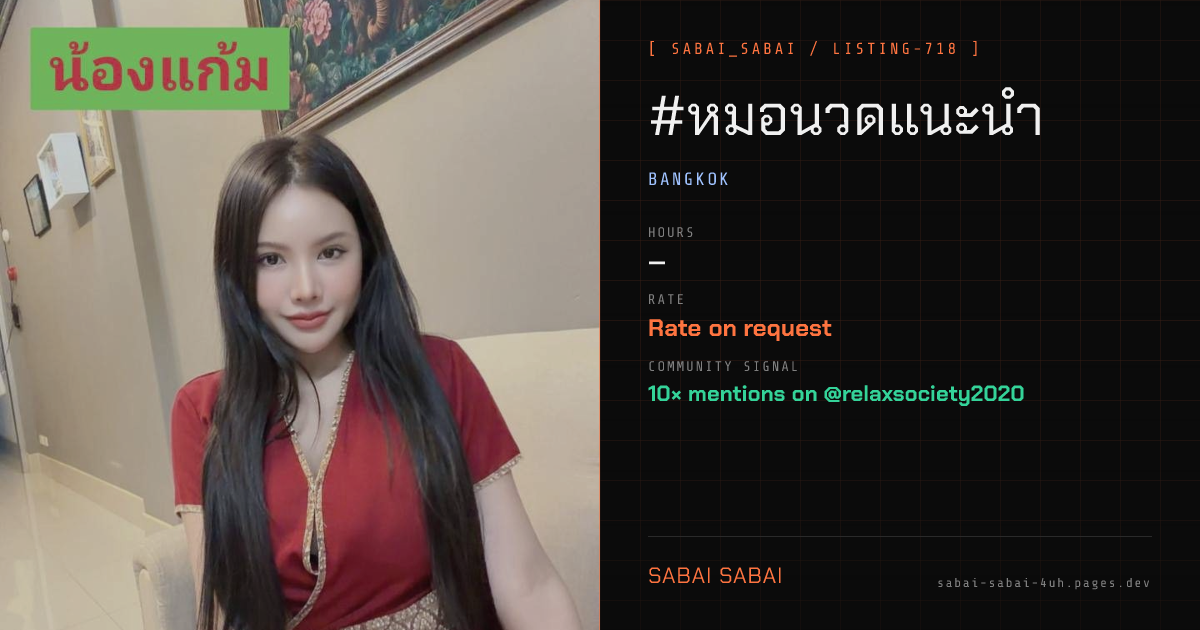 น้องแก้ม
[ SABAI_SABAI / LISTING-718 ]
#หมอนวดแนะนำ
BANGKOK
HOURS
—
RATE
Rate on request
COMMUNITY SIGNAL
10× mentions on @relaxsociety2020
SABAI SABAI
sabai-sabai-4uh.pages.dev